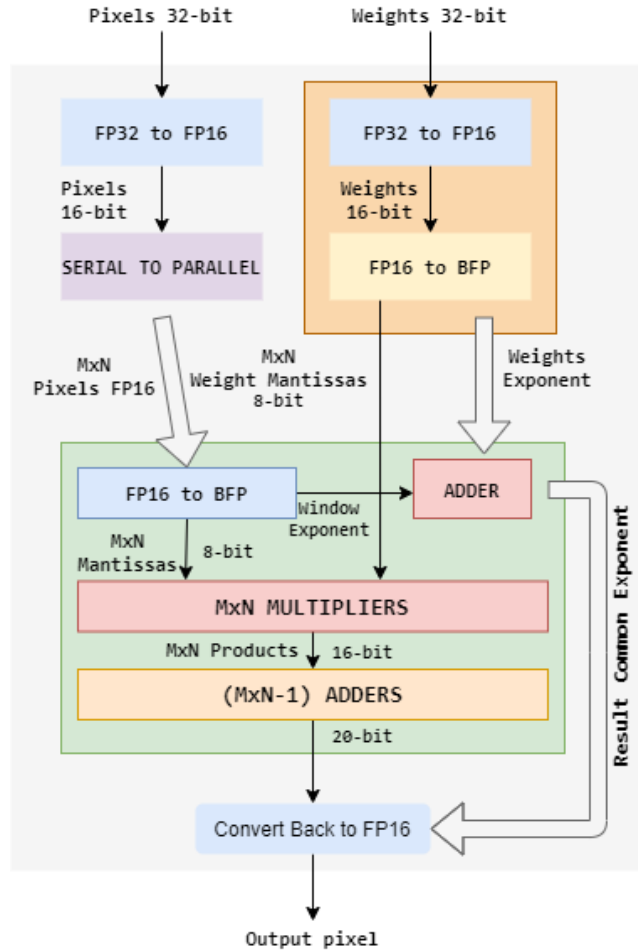 Pixels 32-bit
Weights 32-bit
FP32 to FP16
FP32 to FP16
Pixels
16-bit
Weights
16-bit
SERIAL TO PARALLEL
FP16 to BFP
MxN
Pixels FP16
MxN
Weight Mantissas
8-bit
Weights
Exponent
FP16 to BFP
Window
Exponent
ADDER
MxN
Mantissas
8-bit
MxN MULTIPLIERS
MxN Products
16-bit
(MxN-1) ADDERS
20-bit
Result Common Exponent
Convert Back to FP16
Output pixel